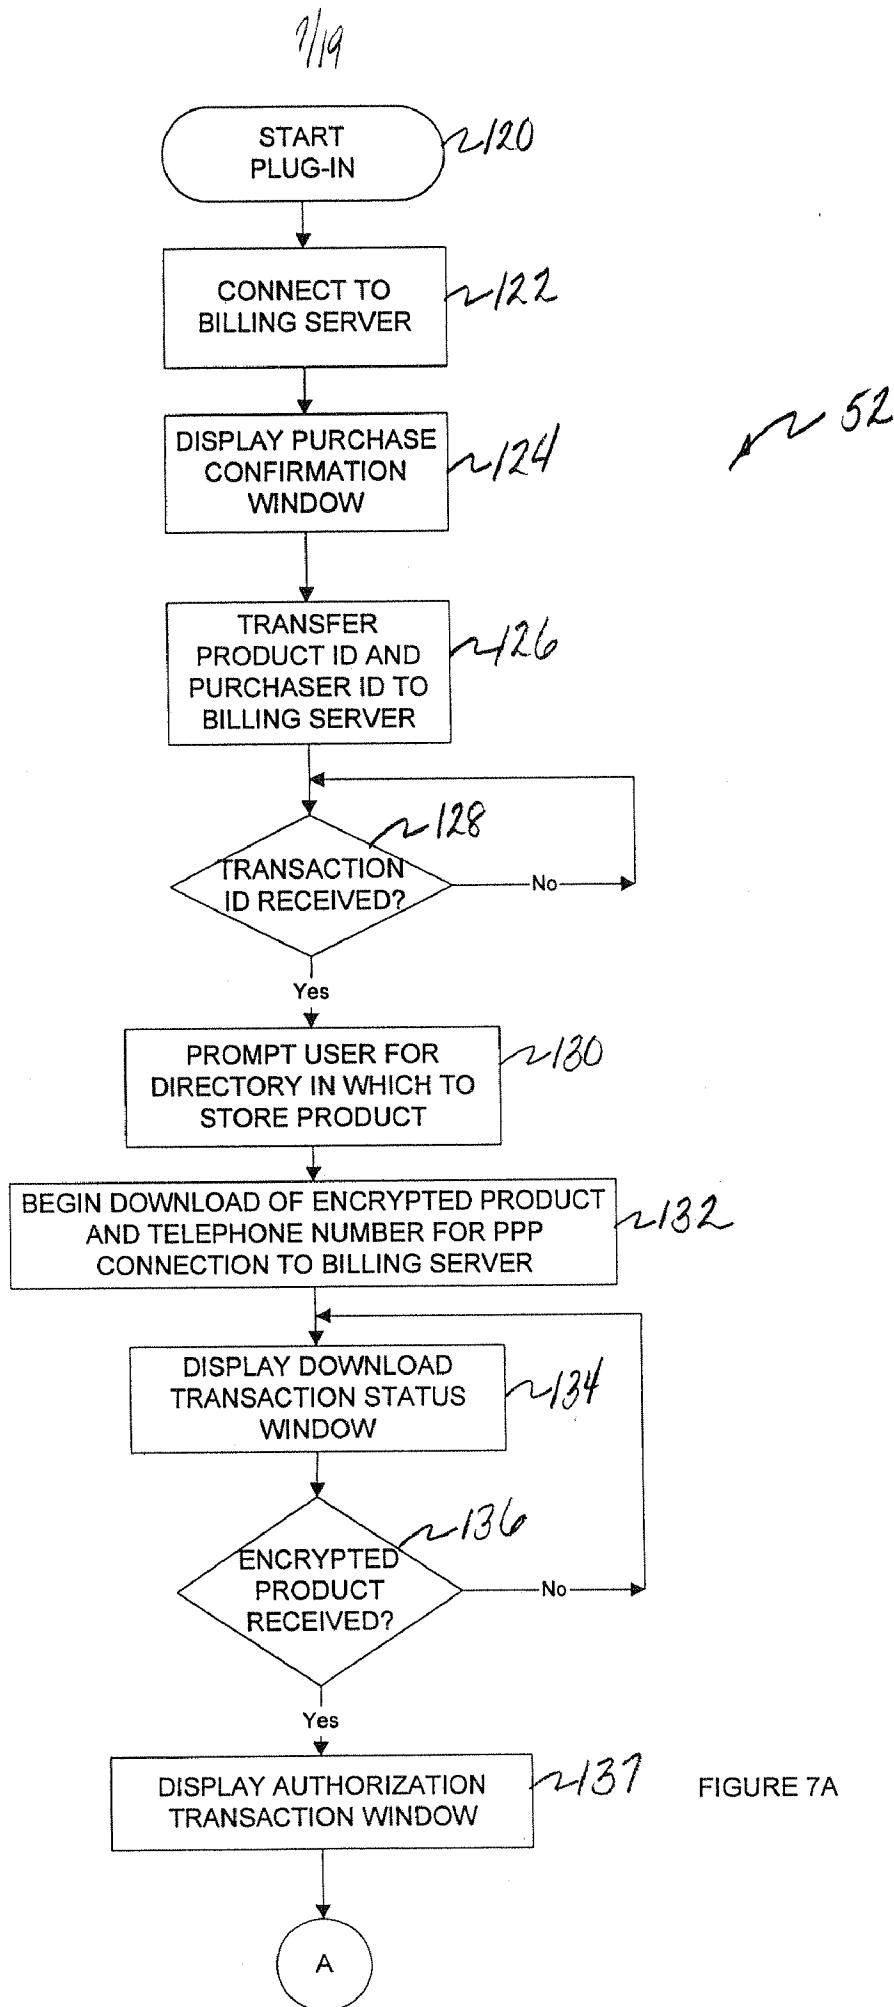 7/19
START
PLUG-IN
120
CONNECT TO
BILLING SERVER
122
52
DISPLAY PURCHASE
CONFIRMATION
WINDOW
124
TRANSFER
PRODUCT ID AND
PURCHASER ID TO
BILLING SERVER
126
128
TRANSACTION
ID RECEIVED?
No
Yes
PROMPT USER FOR
DIRECTORY IN WHICH TO
STORE PRODUCT
130
BEGIN DOWNLOAD OF ENCRYPTED PRODUCT
AND TELEPHONE NUMBER FOR PPP
CONNECTION TO BILLING SERVER
132
DISPLAY DOWNLOAD
TRANSACTION STATUS
WINDOW
134
136
ENCRYPTED
PRODUCT
RECEIVED?
No
Yes
DISPLAY AUTHORIZATION
TRANSACTION WINDOW
137
FIGURE 7A
A